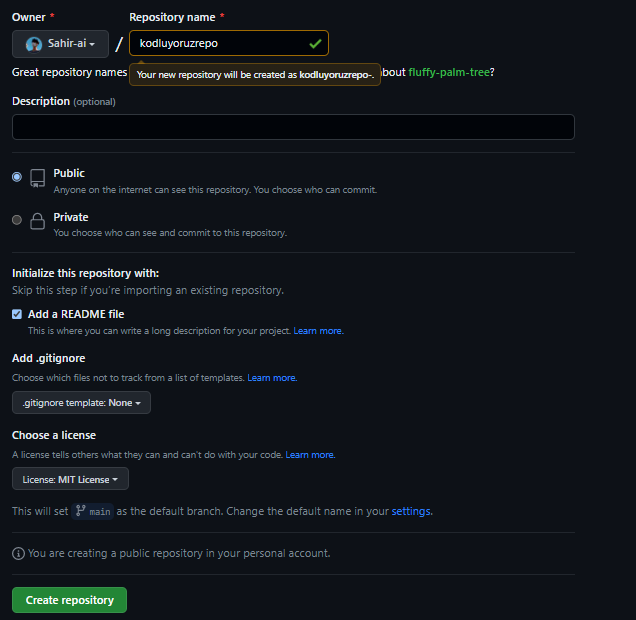 Owner * Repository name *
Sahir-ai / kodluyoruzrepo
Great repository names
Your new repository will be created as kodluyoruzrepo-.
about fluffy-palm-tree?
Description (optional)
Public
Anyone on the internet can see this repository. You choose who can commit.
Private
You choose who can see and commit to this repository.
Initialize this repository with:
Skip this step if you're importing an existing repository.
Add a README file
This is where you can write a long description for your project. Learn more.
Add .gitignore
Choose which files not to track from a list of templates. Learn more.
.gitignore template: None
Choose a license
A license tells others what they can and can't do with your code. Learn more.
License: MIT License
This will set main as the default branch. Change the default name in your settings.
You are creating a public repository in your personal account.
Create repository